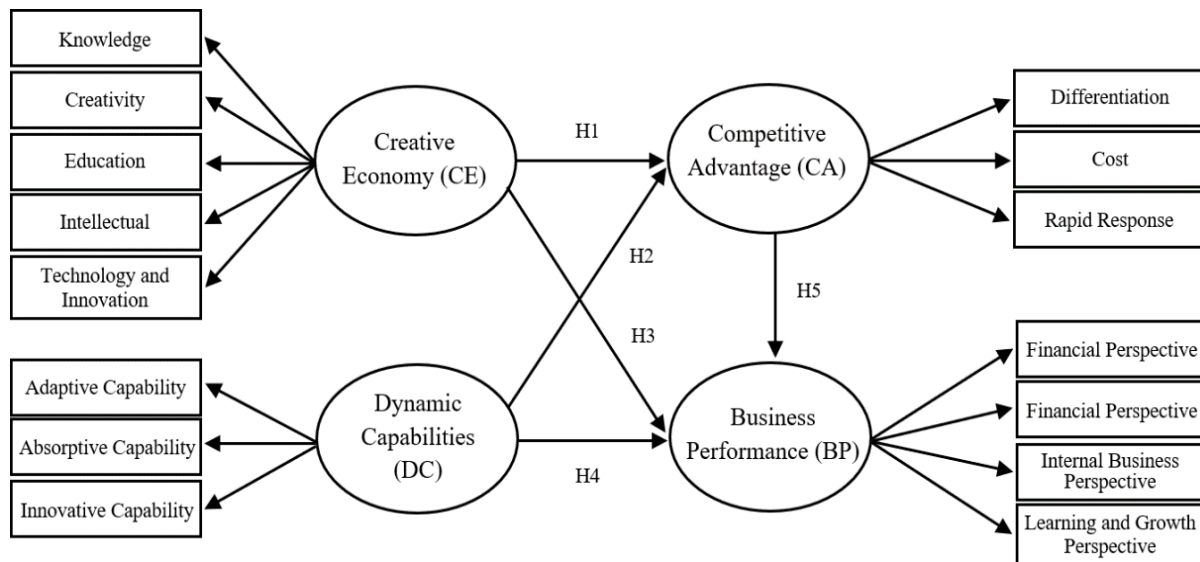 Knowledge
Creativity
Education
Intellectual
Technology and
Innovation
Adaptive Capability
Absorptive Capability
Innovative Capability
Creative
Economy (CE)
Dynamic
Capabilities
(DC)
H1
H2
H3
H4
Competitive
Advantage (CA)
H5
Business
Performance (BP)
Differentiation
Cost
Rapid Response
Financial Perspective
Financial Perspective
Internal Business
Perspective
Learning and Growth
Perspective